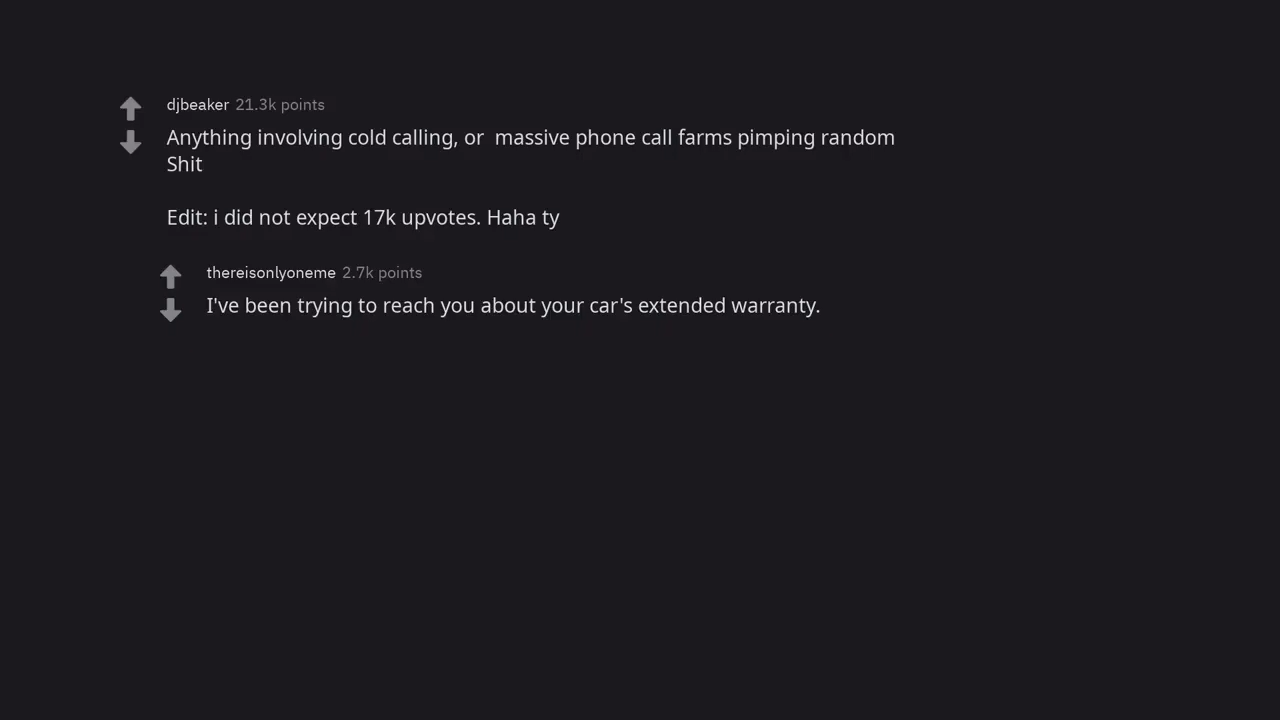 djbeaker 21.3k points
Anything involving cold calling, or  massive phone call farms pimping random
Shit
Edit: i did not expect 17k upvotes. Haha ty
thereisonlyoneme 2.7k points
I've been trying to reach you about your car's extended warranty.